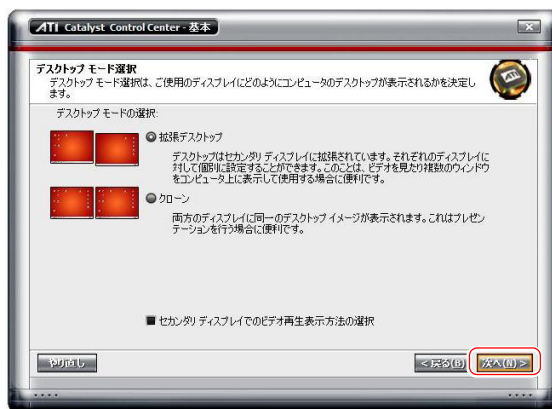 ATI Catalyst Control Center - 基本
デスクトップ モード選択
デスクトップ モード選択は、ご使用のディスプレイにどのようにコンピュータのデスクトップが表示されるかを決定し
ます。
ATI
デスクトップ モードの選択:
拡張デスクトップ
デスクトップはセカンダリ ディスプレイに拡張されています。それぞれのディスプレイに
対して個別に設定することができます。このことは、ビデオを見たり複数のウィンドウ
をコンピュータ上に表示して使用する場合に便利です。
クローン
両方のディスプレイに同一のデスクトップ イメージが表示されます。これはプレゼン
テーションを行う場合に便利です。
セカンダリ ディスプレイでのビデオ再生表示方法の選択
やり直し
< 戻る(B)
次へ(N) >